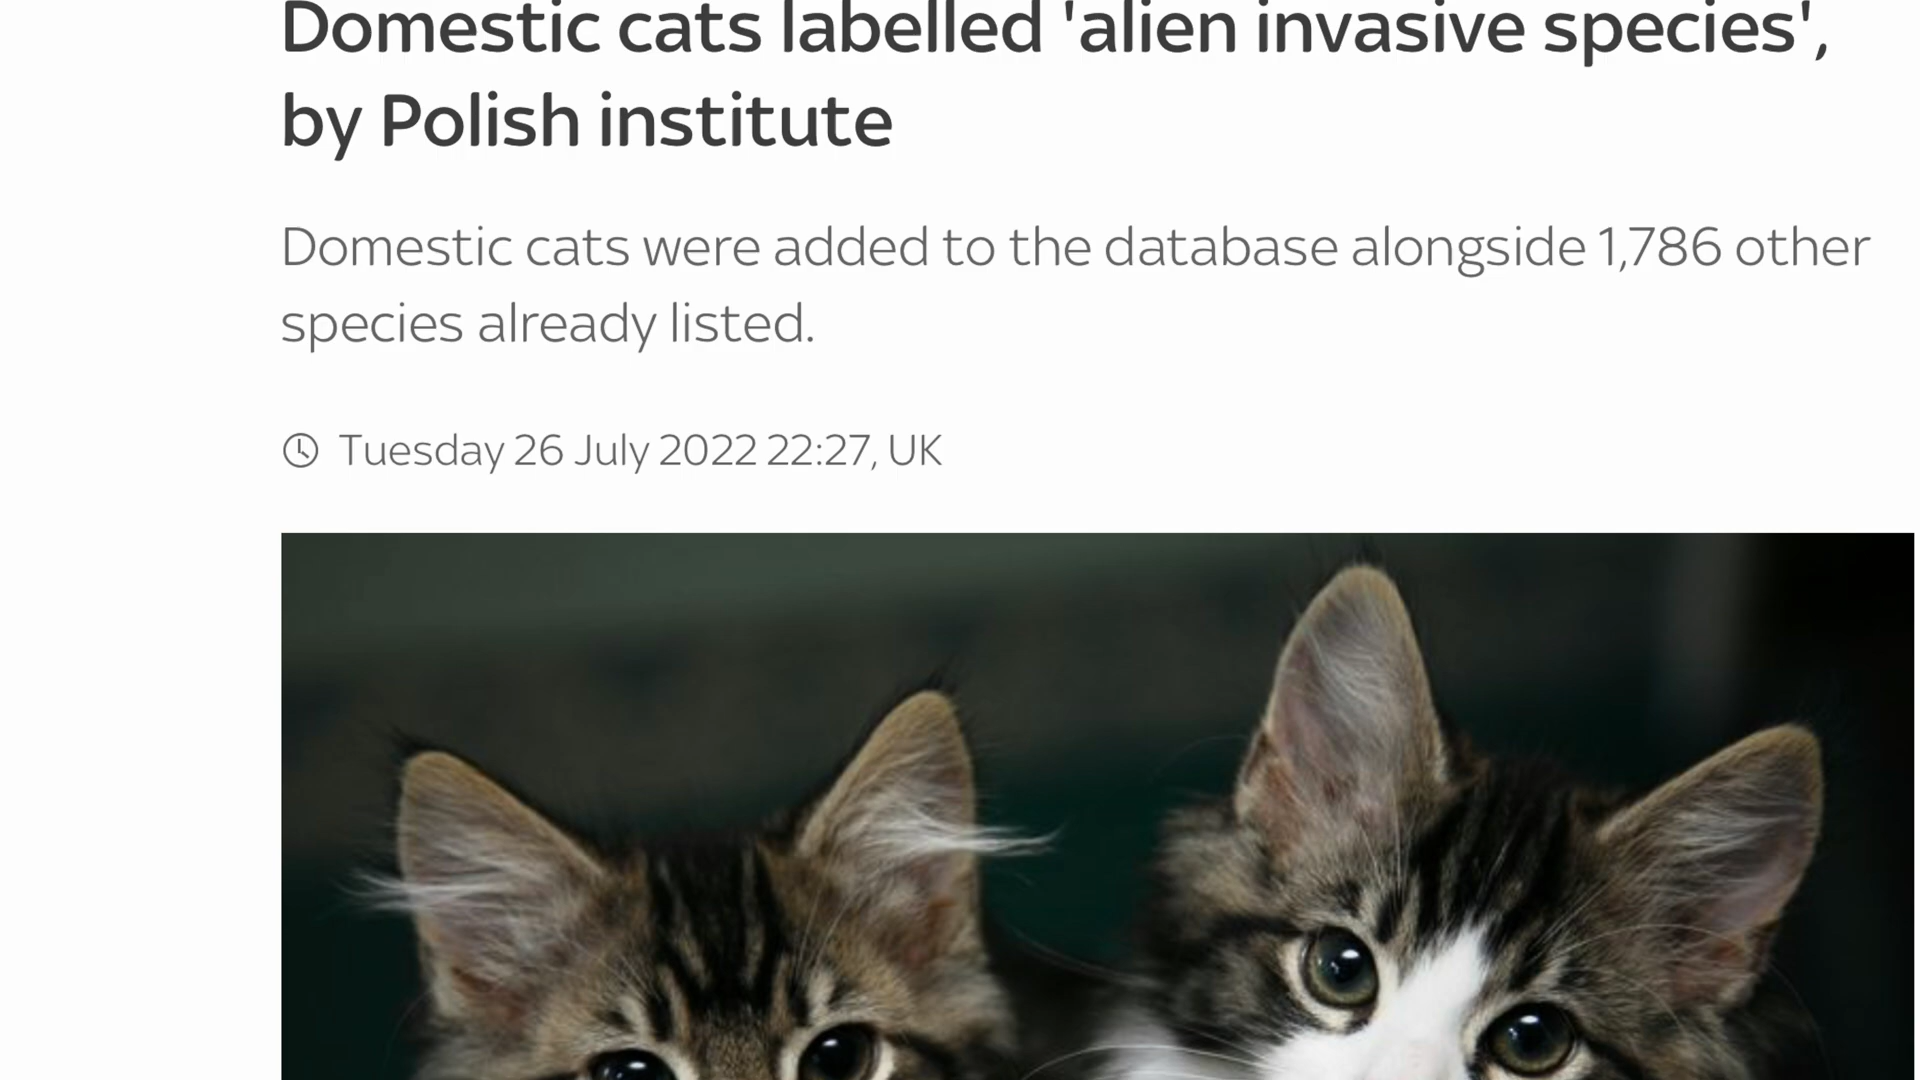 Domestic cats labelled 'alien invasive species',
by Polish institute
Domestic cats were added to the database alongside 1,786 other
species already listed.
Tuesday 26 July 2022 22:27, UK